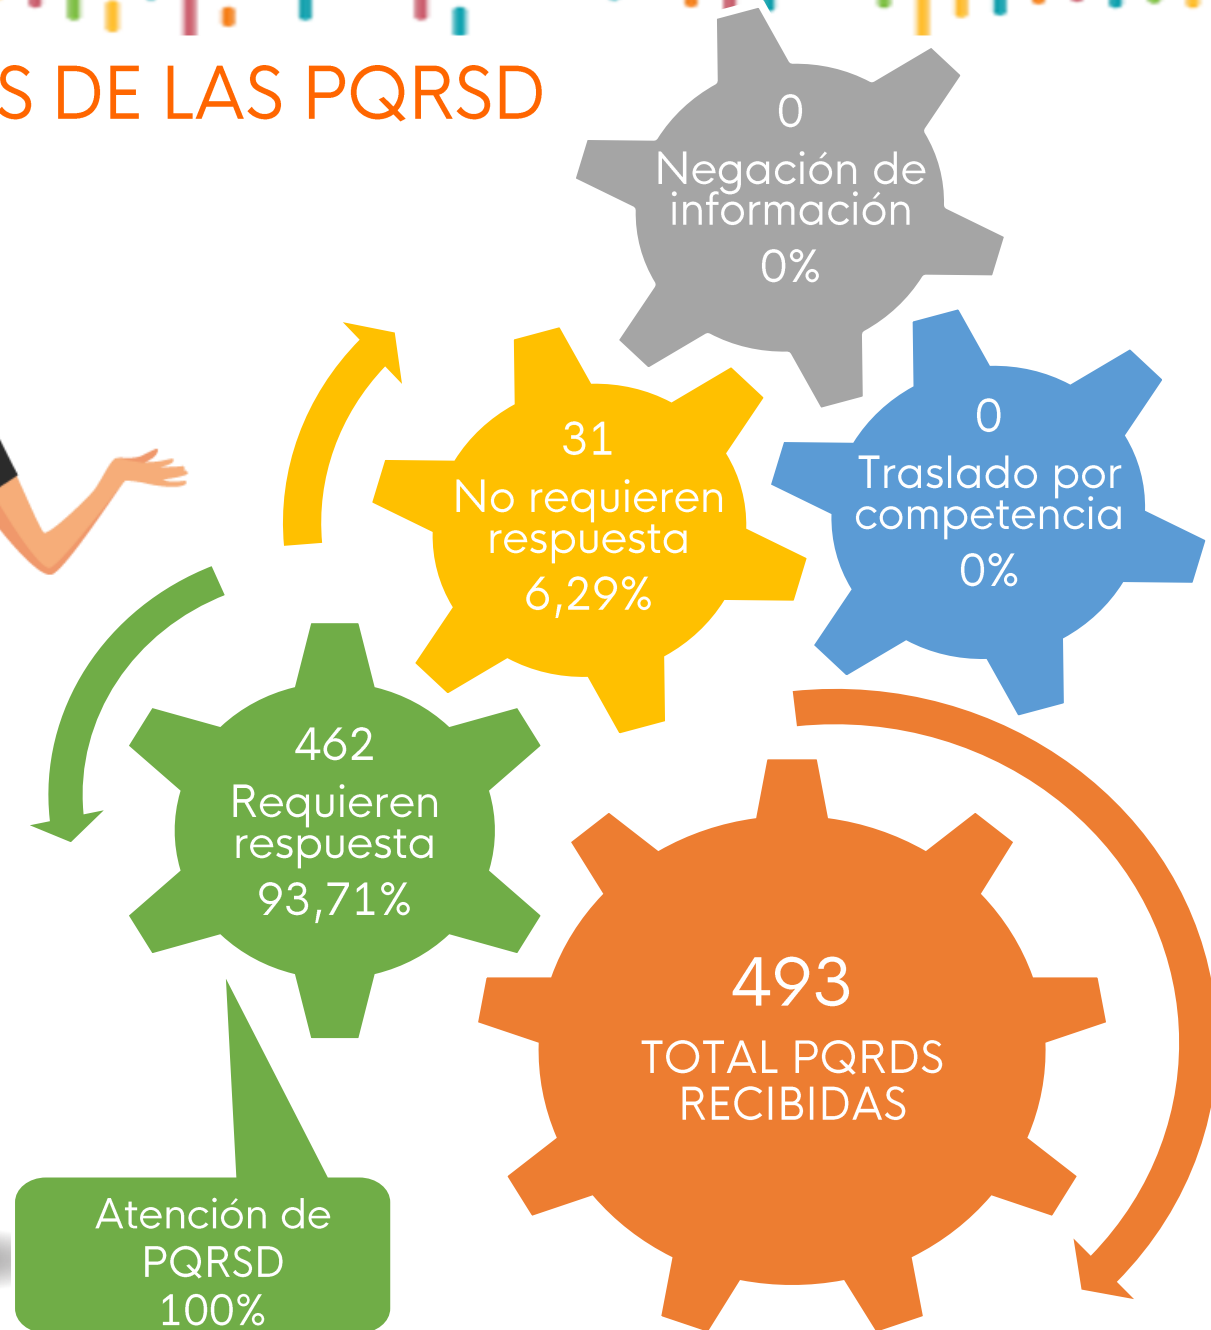 S DE LAS PQRSD
0
Negación de
información
0%
31
No requieren
respuesta
6,29%
0
Traslado por
competencia
0%
462
Requieren
respuesta
93,71%
493
TOTAL PQRDS
RECIBIDAS
Atención de
PQRSD
100%